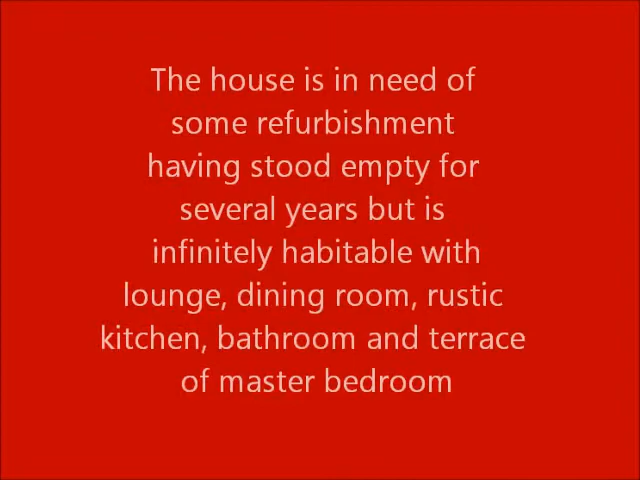 The house is in need of
some refurbishment
having stood empty for
several years but is
infinitely habitable with
lounge, dining room, rustic
kitchen, bathroom and terrace
of master bedroom